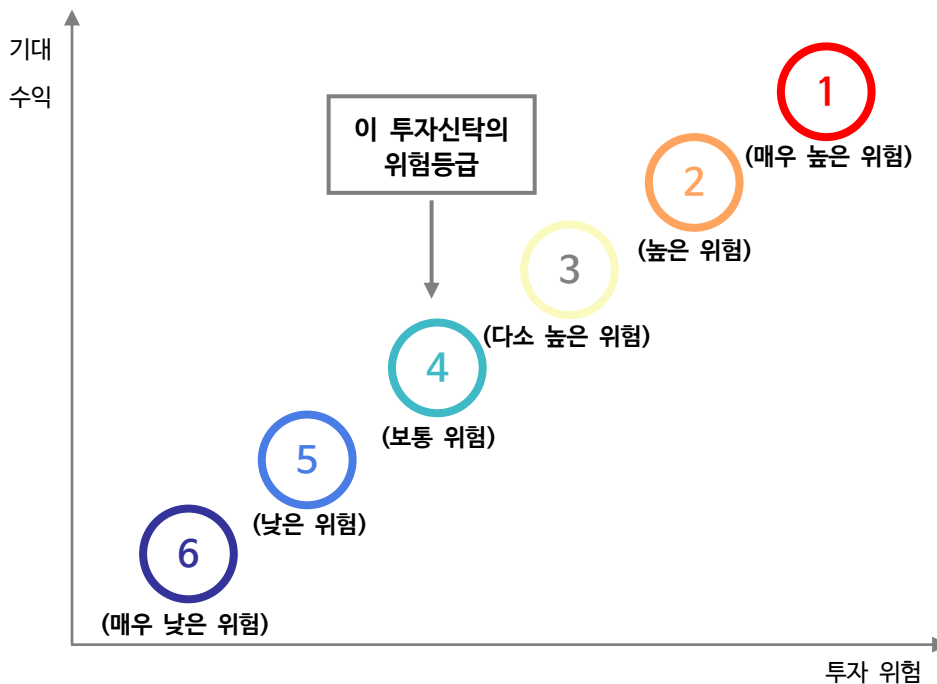 기대
수익
이 투자신탁의
위험등급
1
(매우 높은 위험)
2
(높은 위험)
3
(다소 높은 위험)
4
(보통 위험)
5
(낮은 위험)
6
(매우 낮은 위험)
투자 위험